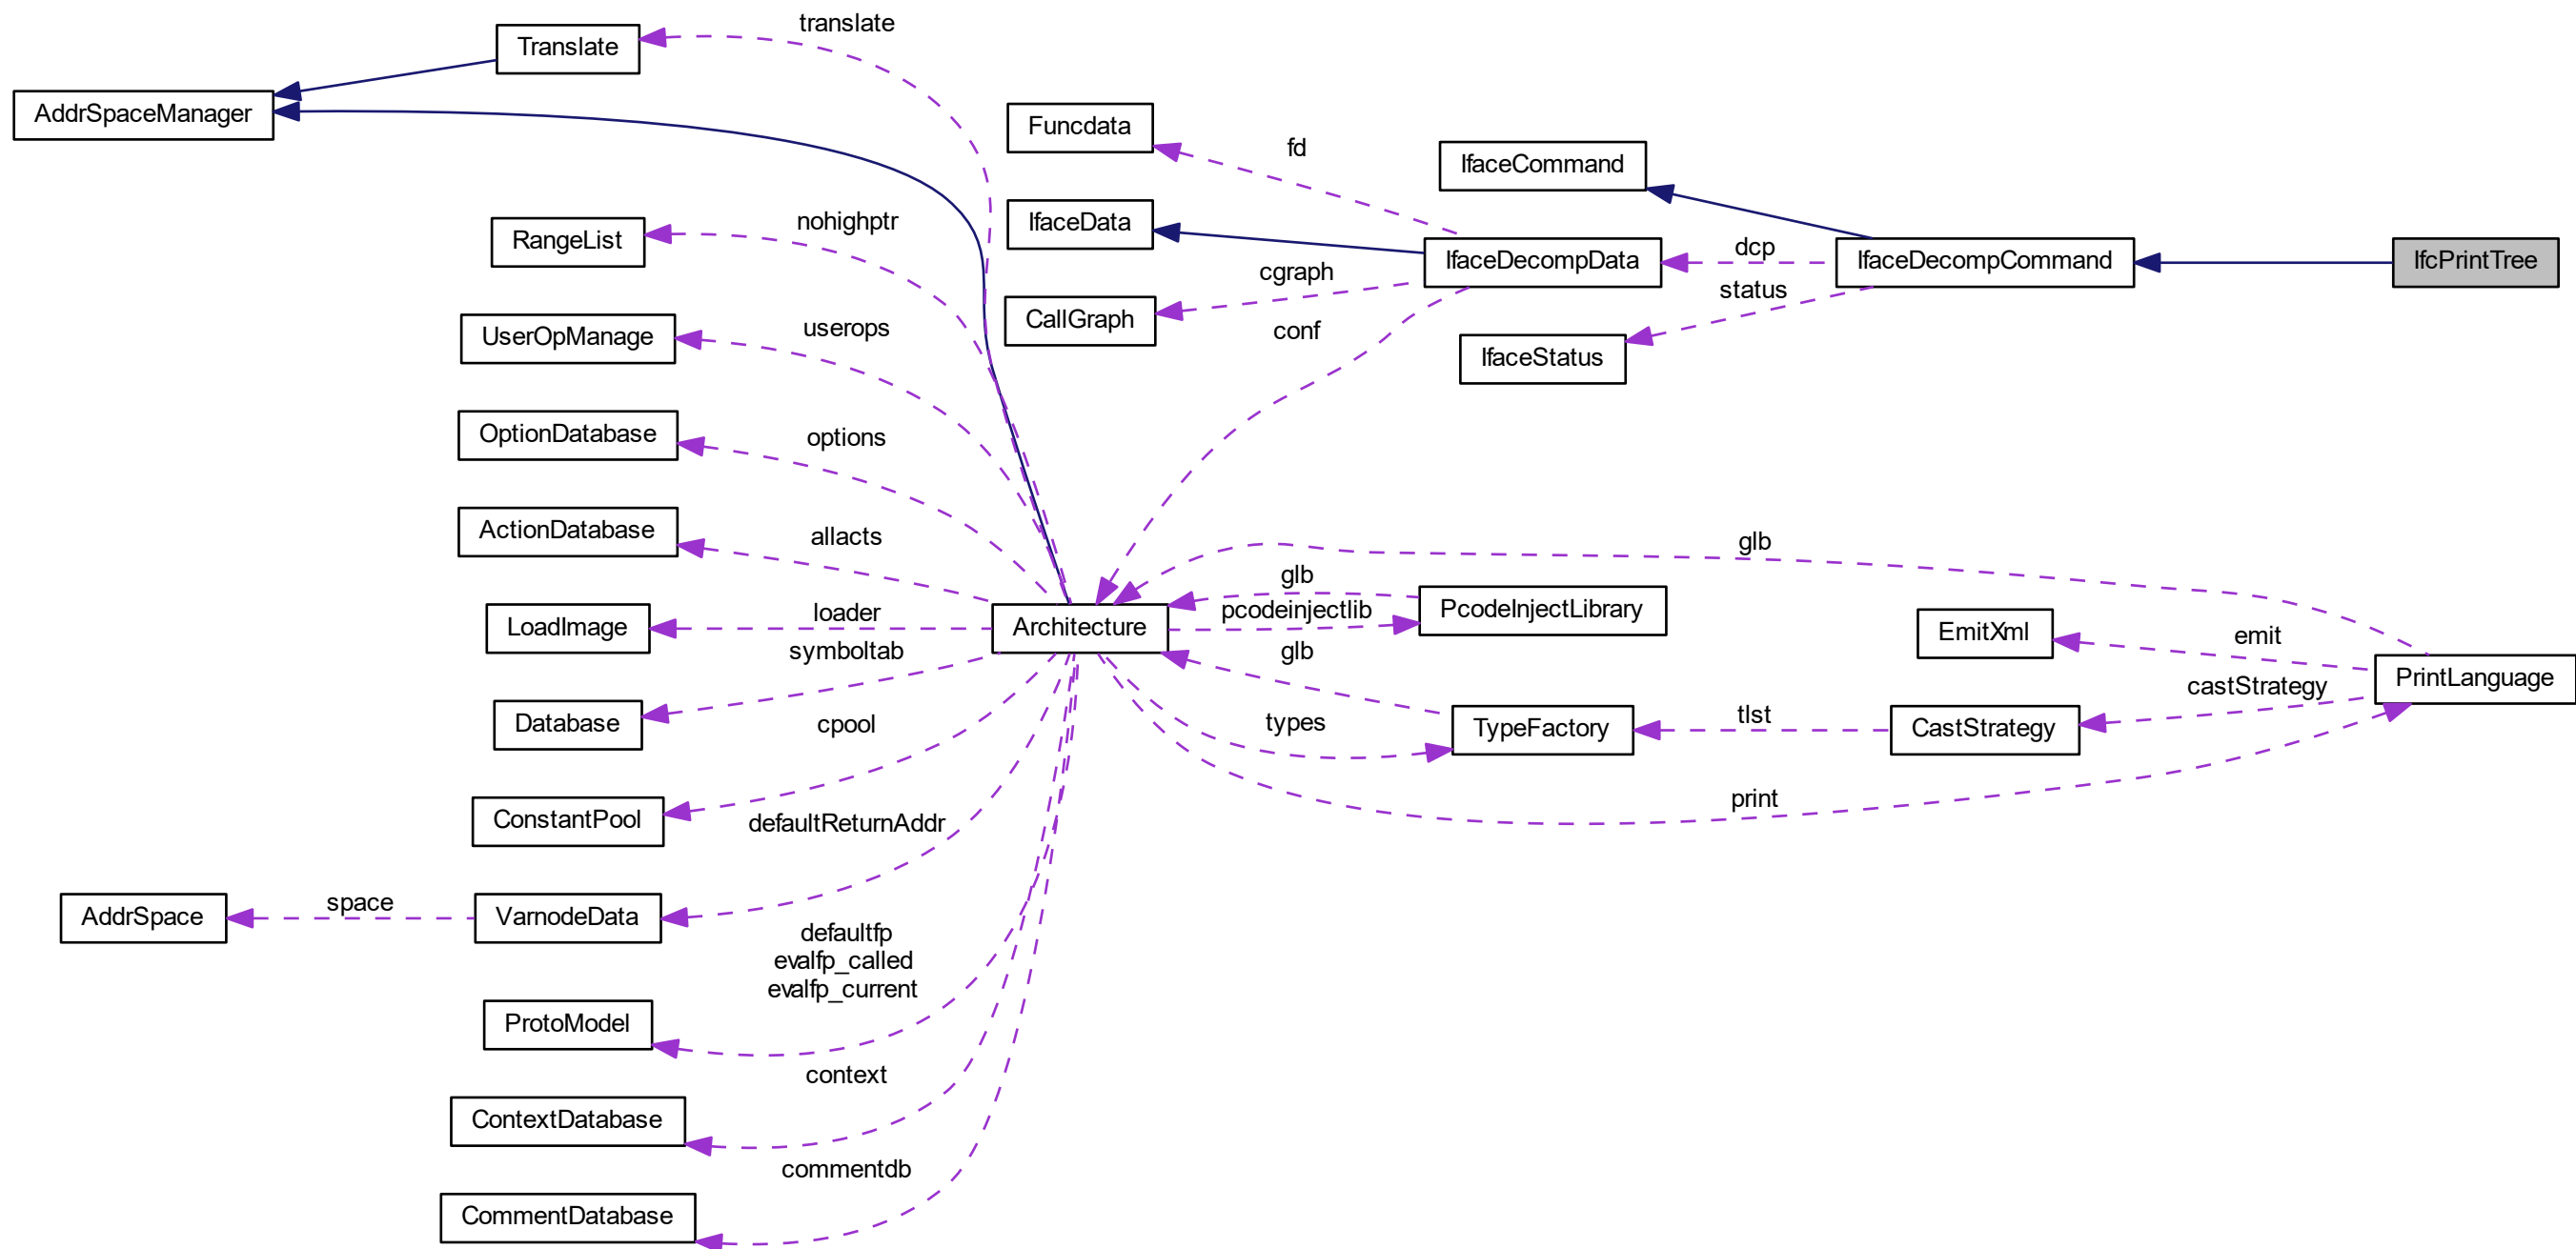 translate
Translate
AddrSpaceManager
Funcdata
fd
IfaceCommand
nohighptr
RangeList
IfaceData
cgraph
IfaceDecompData
dcp
IfaceDecompCommand
IfcPrintTree
status
userops
UserOpManage
CallGraph
conf
IfaceStatus
options
OptionDatabase
allacts
ActionDatabase
glb
glb
loader
LoadImage
Architecture
pcodeinjectlib
PcodeInjectLibrary
EmitXml
emit
symboltab
glb
castStrategy
PrintLanguage
Database
cpool
types
TypeFactory
tlst
CastStrategy
print
ConstantPool
defaultReturnAddr
AddrSpace
space
VarnodeData
defaultfp
evalfp_called
evalfp_current
ProtoModel
context
ContextDatabase
commentdb
CommentDatabase